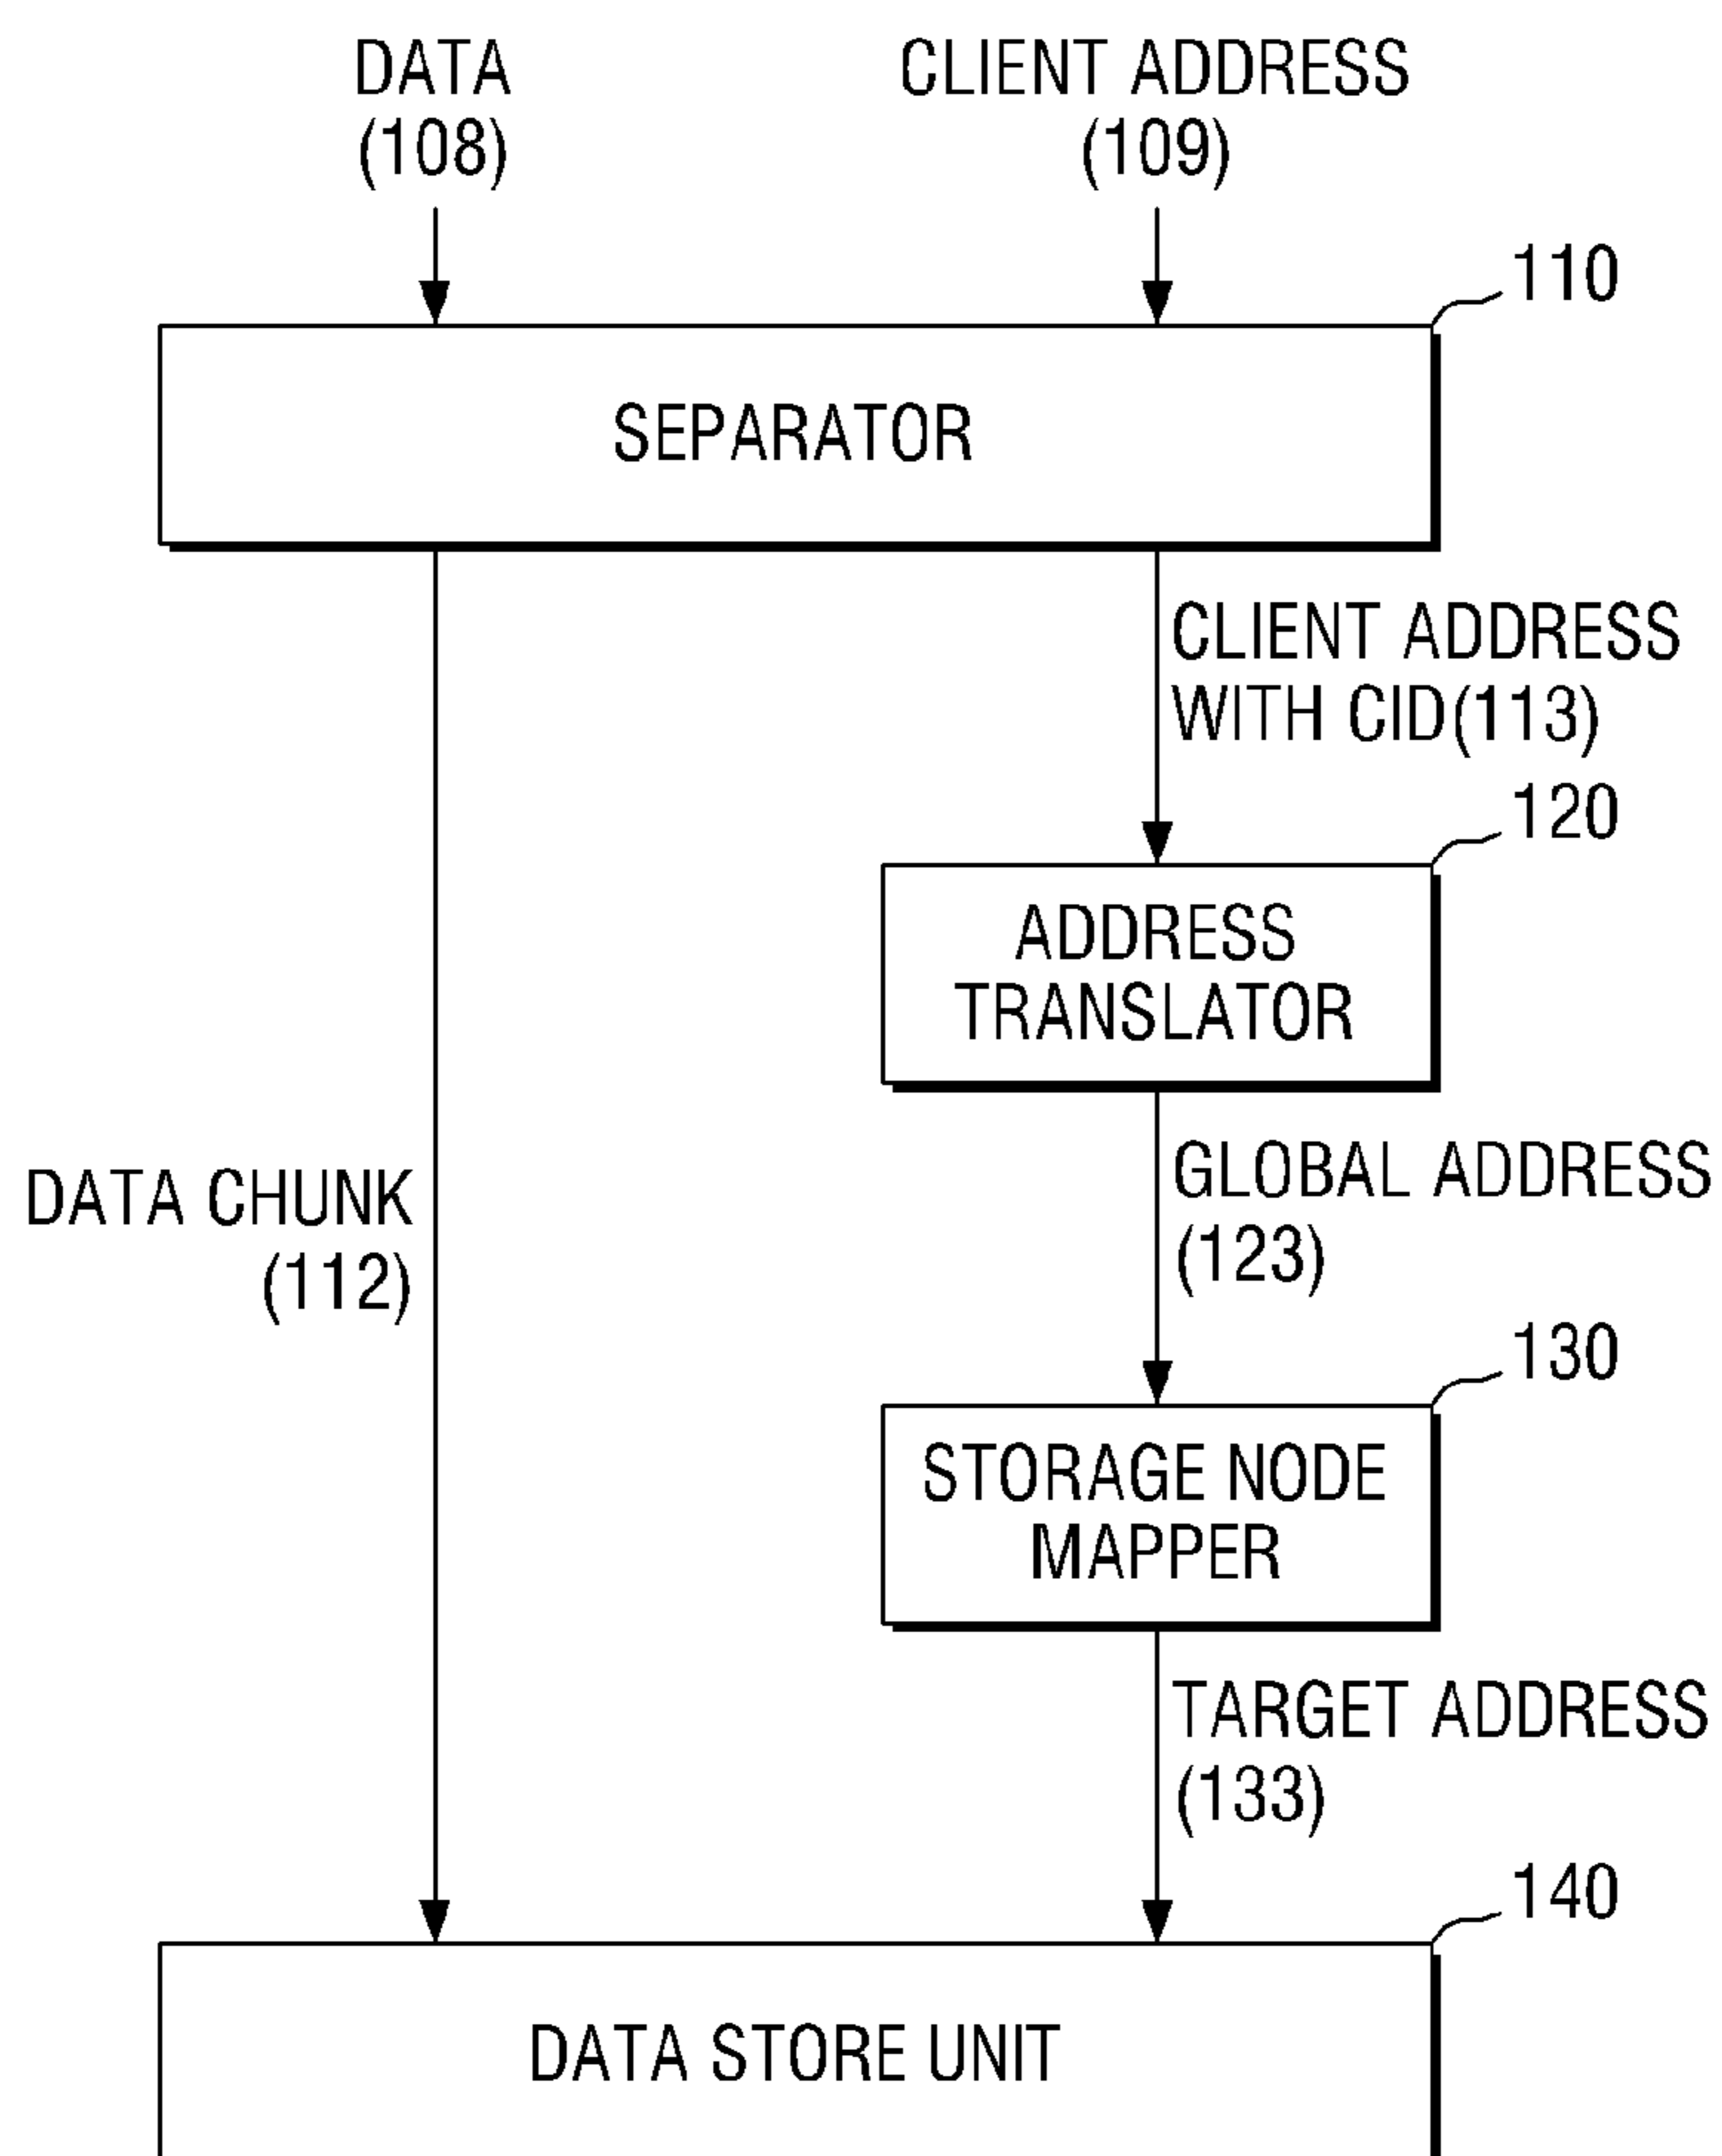 DATA
(108)
CLIENT ADDRESS
(109)
110
SEPARATOR
CLIENT ADDRESS
WITH CID(113)
120
ADDRESS
TRANSLATOR
DATA CHUNK
(112)
GLOBAL ADDRESS
(123)
130
STORAGE NODE
MAPPER
TARGET ADDRESS
(133)
140
DATA STORE UNIT